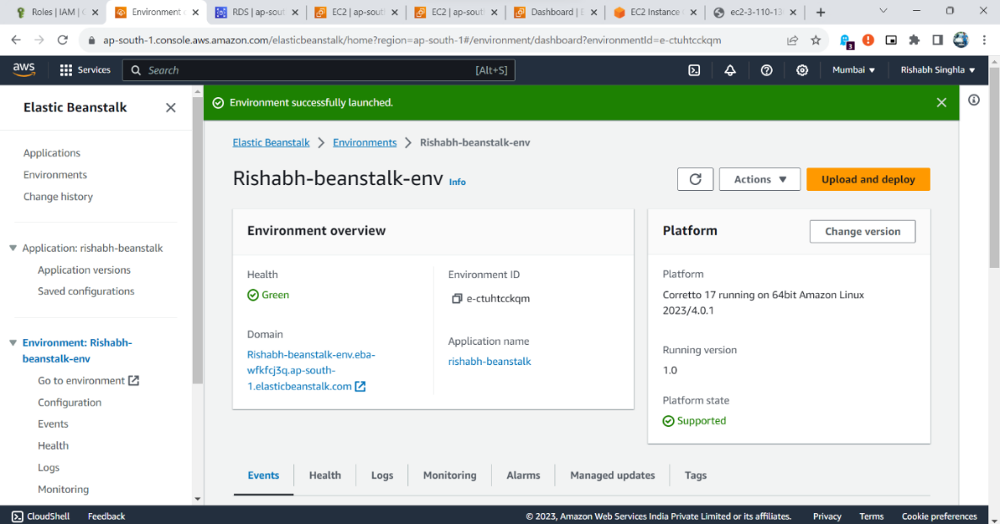 Roles | IAM |
Environment
RDS | ap-sout
EC2 | ap-sout
EC2 | ap-sout
Dashboard | E
EC2 Instance
ec2-3-110-13
ap-south-1.console.aws.amazon.com/elasticbeanstalk/home?region=ap-south-1#/environment/dashboard?environmentId=e-ctuhtcckqm
3
aws
Services
Search
[Alt+S]
Mumbai
Rishabh Singhla
Elastic Beanstalk
Environment successfully launched.
Applications
Environments
Change history
Application: rishabh-beanstalk
Application versions
Saved configurations
Environment: Rishabh-
beanstalk-env
Go to environment
Configuration
Events
Health
Logs
Monitoring
Elastic Beanstalk
Environments
Rishabh-beanstalk-env
Rishabh-beanstalk-env Info
Actions
Upload and deploy
Environment overview
Health
Green
Domain
Rishabh-beanstalk-env.eba-
wfkfcj3q.ap-south-
1.elasticbeanstalk.com
Environment ID
e-ctuhtcckqm
Application name
rishabh-beanstalk
Platform
Change version
Platform
Corretto 17 running on 64bit Amazon Linux
2023/4.0.1
Running version
1.0
Platform state
Supported
Events
Health
Logs
Monitoring
Alarms
Managed updates
Tags
CloudShell
Feedback
© 2023, Amazon Web Services India Private Limited or its affiliates.
Privacy
Terms
Cookie preferences